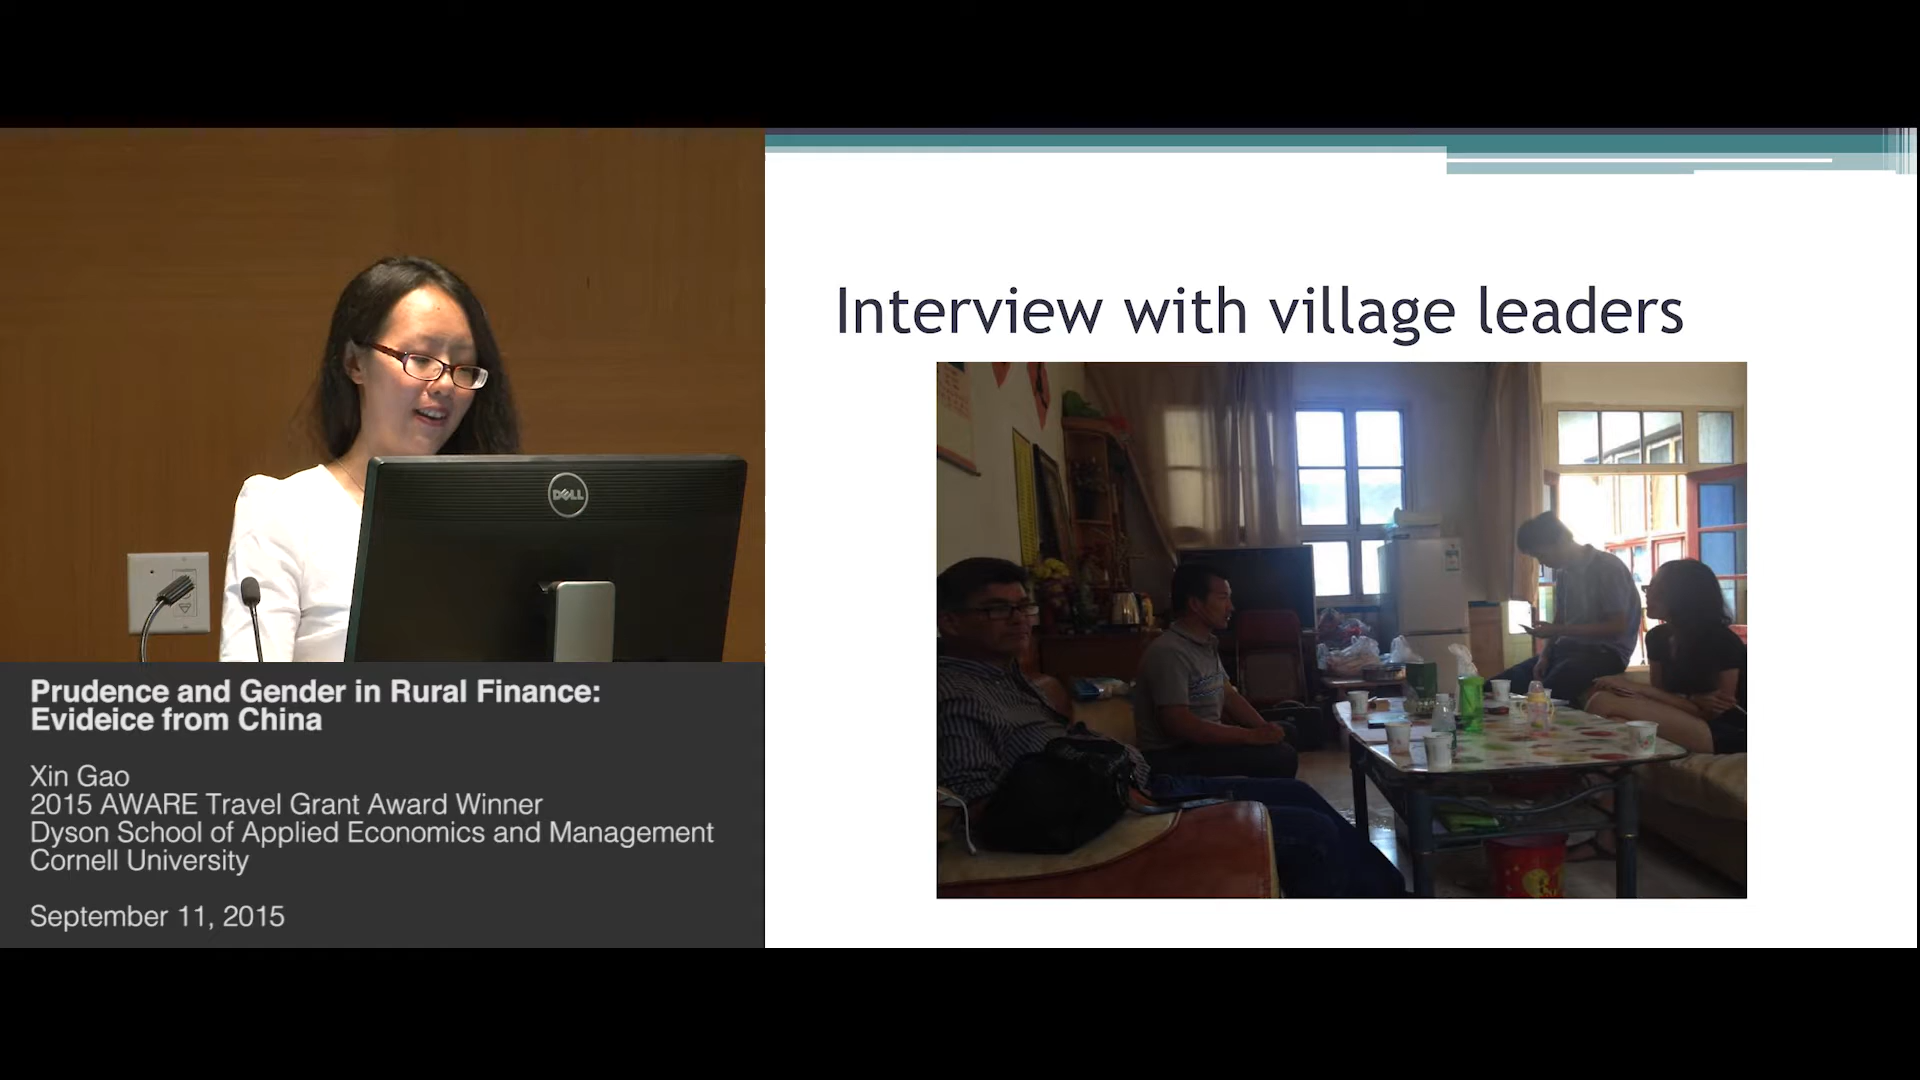 DELL
Prudence and Gender in Rural Finance:
Evideice from China
Xin Gao
2015 AWARE Travel Grant Award Winner
Dyson School of Applied Economics and Management
Cornell University
September 11, 2015
Interview with village leaders